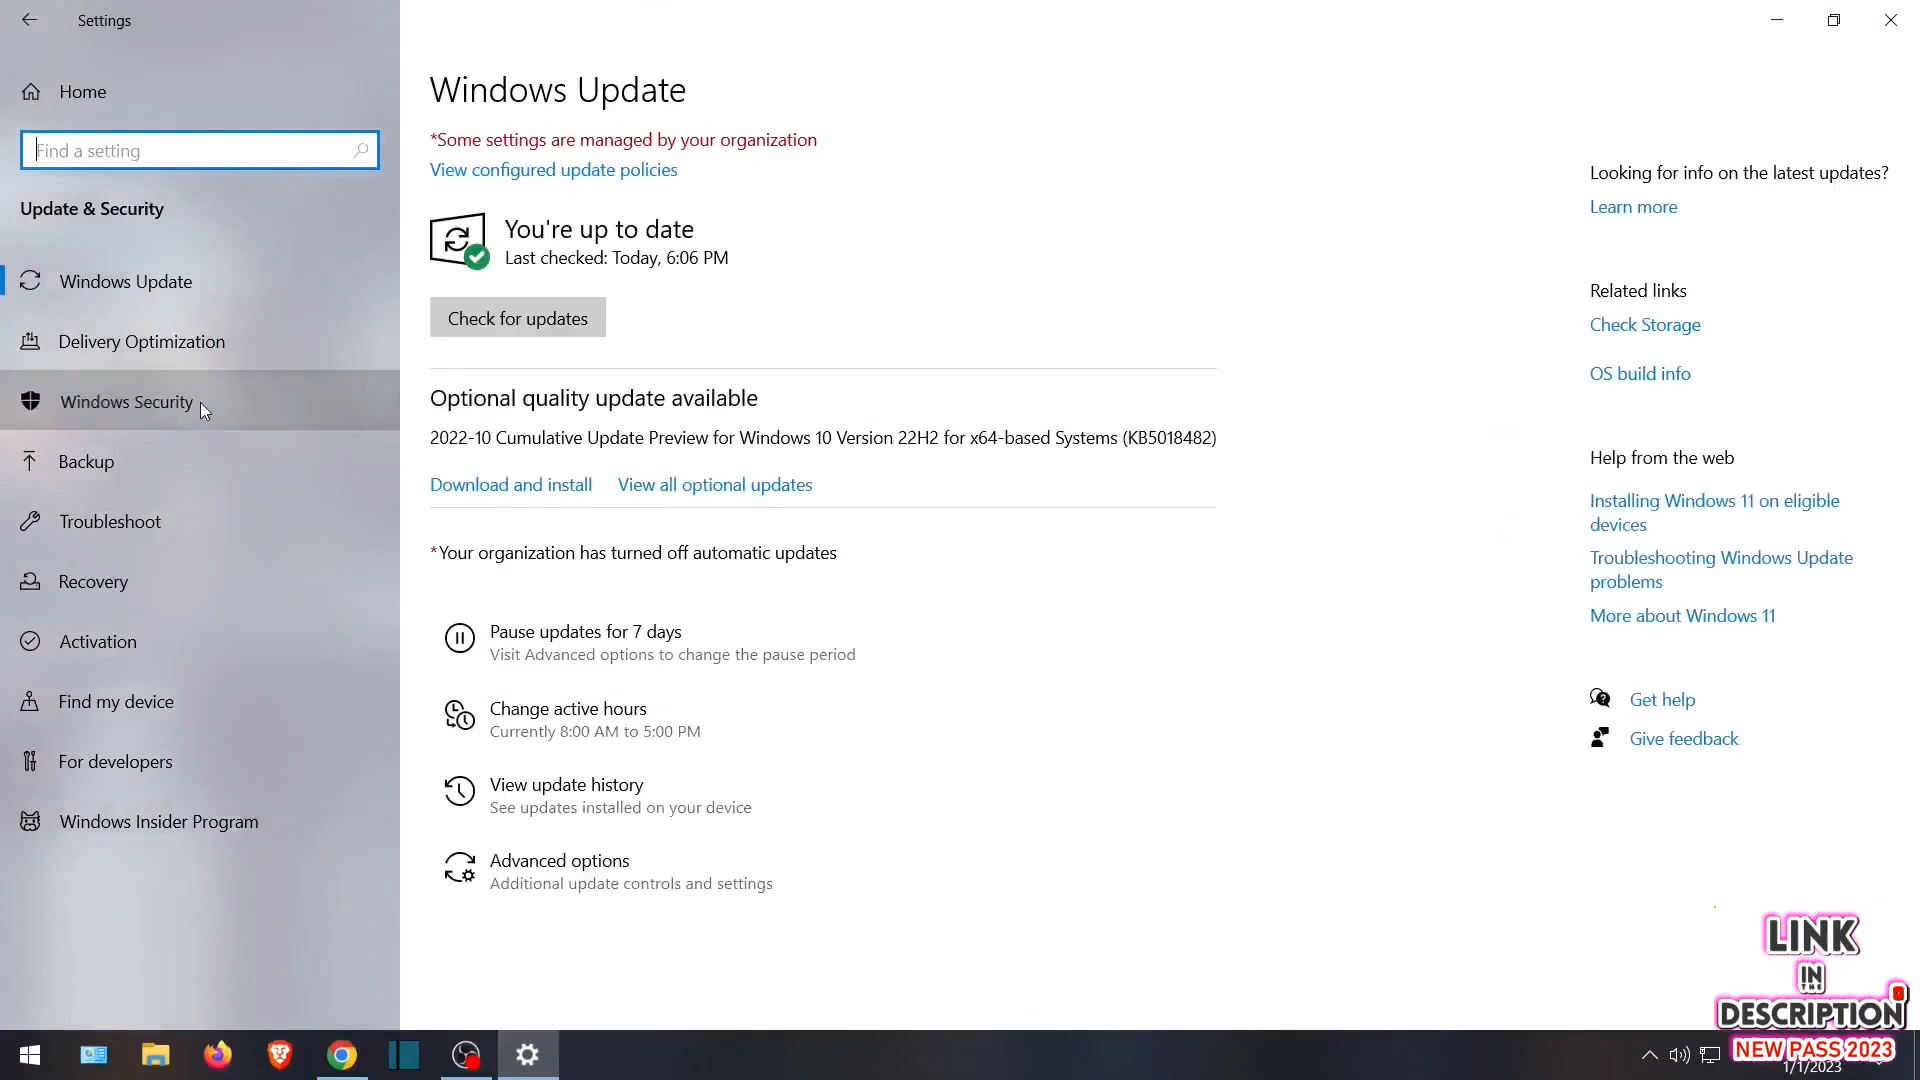 Settings
Home
Find a setting
Update & Security
Windows Update
Delivery Optimization
Windows Security
Backup
Troubleshoot
Recovery
Activation
Find my device
For developers
Windows Insider Program
Windows Update
*Some settings are managed by your organization
View configured update policies
You're up to date
Last checked: Today, 6:06 PM
Check for updates
Optional quality update available
2022-10 Cumulative Update Preview for Windows 10 Version 22H2 for x64-based Systems (KB5018482)
Download and install View all optional updates
*Your organization has turned off automatic updates
Pause updates for 7 days
Visit Advanced options to change the pause period
Change active hours
Currently 8:00 AM to 5:00 PM
View update history
See updates installed on your device
Advanced options
Additional update controls and settings
Looking for info on the latest updates?
Learn more
Related links
Check Storage
OS build info
Help from the web
Installing Windows 11 on eligible
devices
Troubleshooting Windows Update
problems
More about Windows 11
Get help
Give feedback
LINK
IN
THE
DESCRIPTION
NEW PASS 2023
1/1/2023